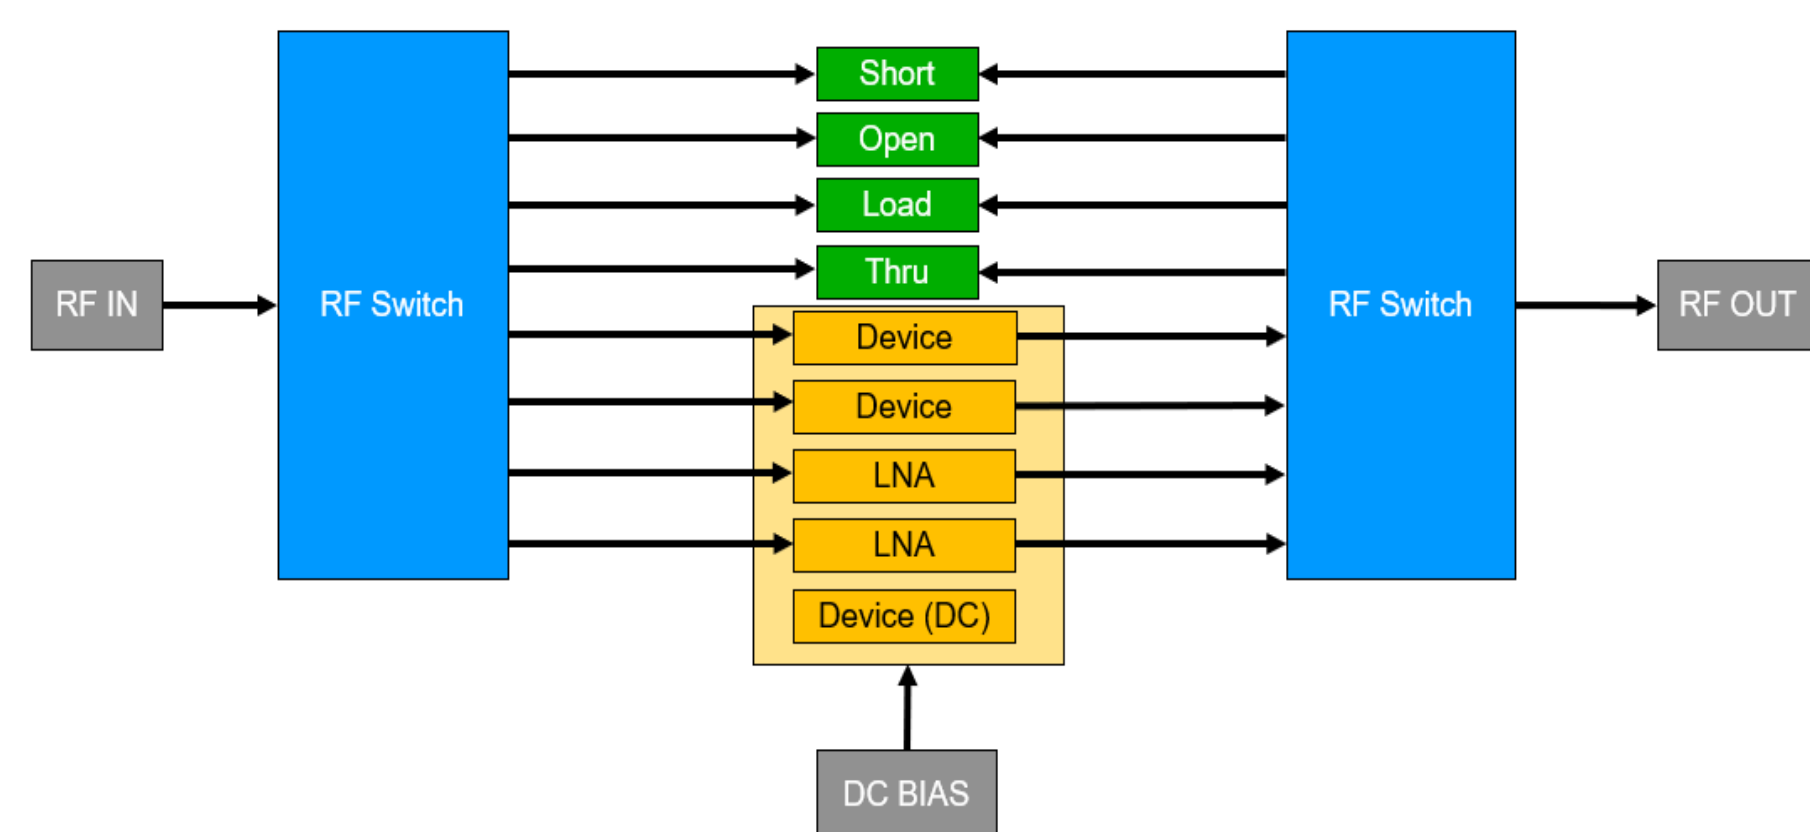 Short
Open
Load
Thru
RF IN
RF Switch
RF Switch
RF OUT
Device
Device
LNA
LNA
Device (DC)
DC BIAS